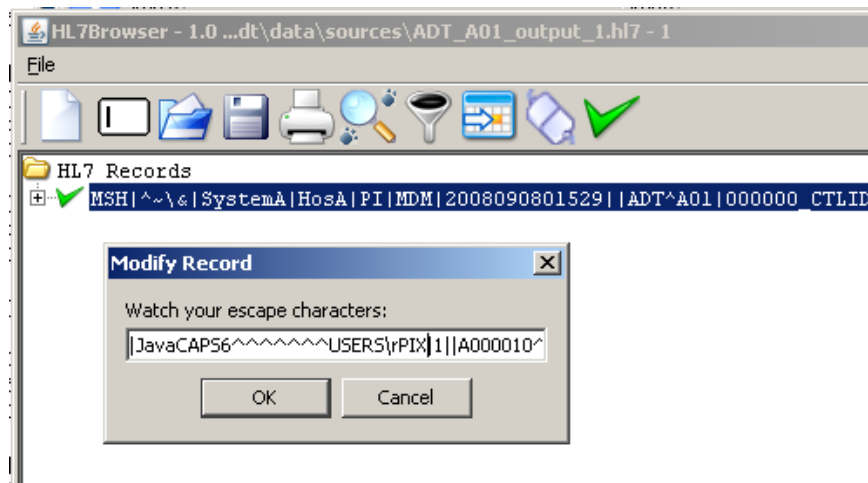 HL7Browser - 1.0 ...dt\data\sources\ADT_A01_output_1.hl7 - 1
File
HL7 Records
MSH|^~\&|SystemA|HosA|PI|MDM|2008090801529||ADT^A01|000000_CTLID
Modify Record
Watch your escape characters:
|JavaCAPS6^^^^^^^USERS\rPIX|1||A000010^
OK
Cancel